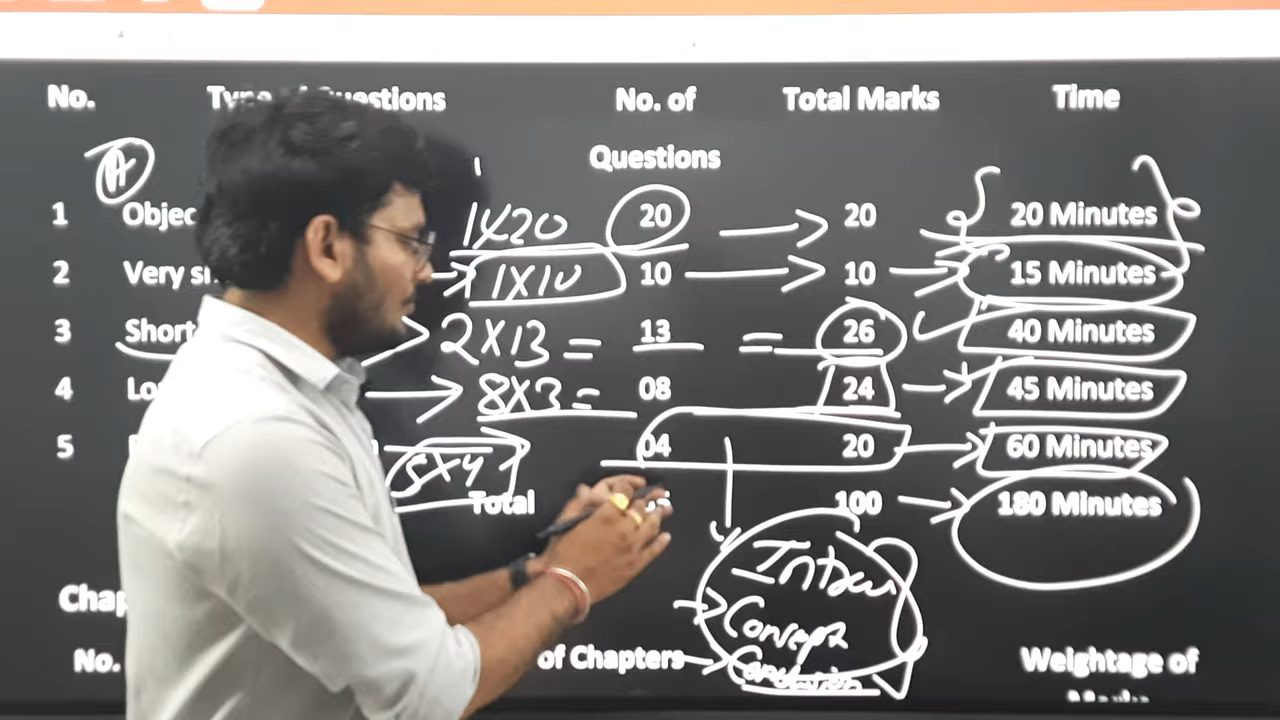 No. Type of Questions No. of Total Marks Time
Questions
A
1 Objec 1X20 20 20 20 Minutes
2 Very s 1X10 10 10 15 Minutes
3 Short 2X13= 13 = 26 40 Minutes
4 Lo 8X3= 08 24 45 Minutes
5 5X4 04 20 60 Minutes
Total 100 180 Minutes
Concept
Chap
No. of Chapters Weightage of